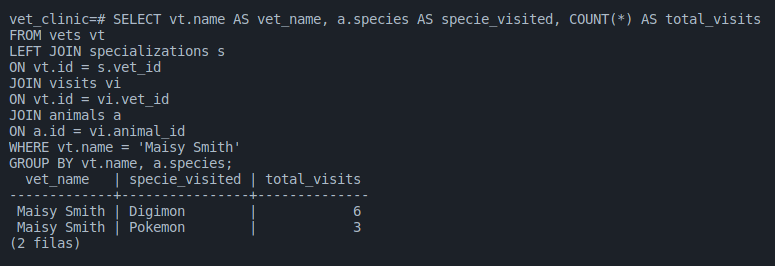 vet_clinic=# SELECT vt.name AS vet_name, a.species AS specie_visited, COUNT(*) AS total_visits
FROM vets vt
LEFT JOIN specializations s
ON vt.id = s.vet_id
JOIN visits vi
ON vt.id = vi.vet_id
JOIN animals a
ON a.id = vi.animal_id
WHERE vt.name = 'Maisy Smith'
GROUP BY vt.name, a.species;
  vet_name   | specie_visited | total_visits
-------------+----------------+--------------
 Maisy Smith | Digimon        |            6
 Maisy Smith | Pokemon        |            3
(2 filas)